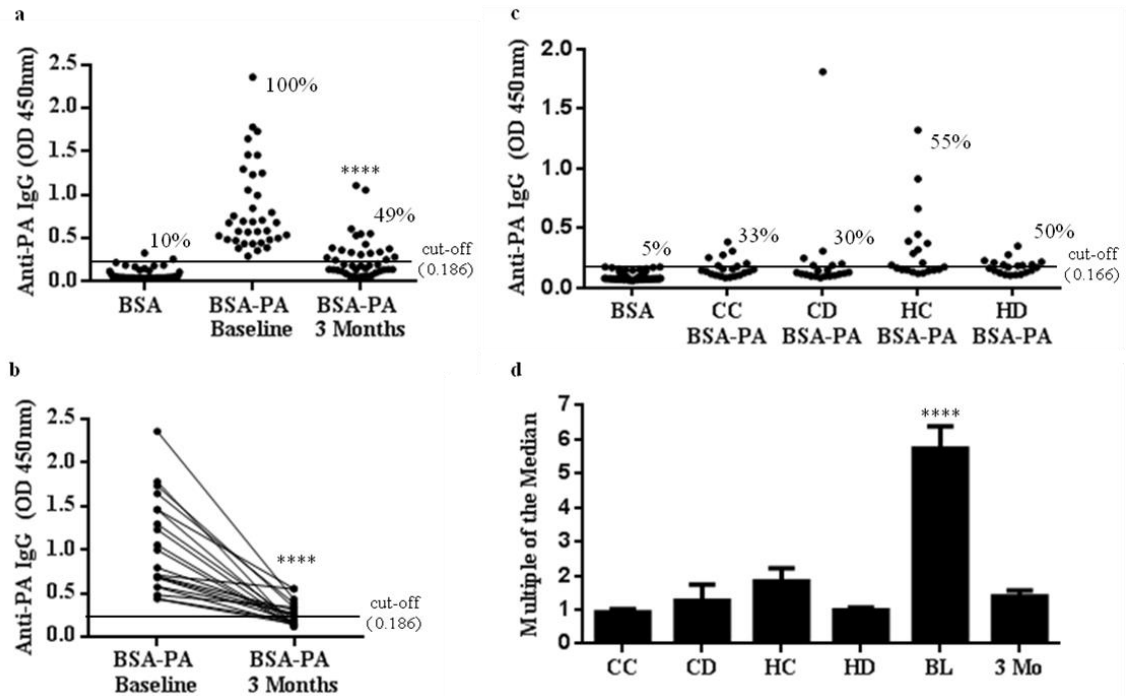 a
Anti-PA IgG (OD 450nm)
2.5
2.0
1.5
1.0
0.5
0.0
10%
100%
****
49%
cut-off
(0.186)
BSA
BSA-PA
Baseline
BSA-PA
3 Months
c
Anti-PA IgG (OD 450nm)
2.0
1.5
1.0
0.5
0.0
5%
33%
30%
55%
50%
cut-off
(0.166)
BSA
CC
BSA-PA
CD
BSA-PA
HC
BSA-PA
HD
BSA-PA
b
Anti-PA IgG (OD 450nm)
2.5
2.0
1.5
1.0
0.5
0.0
****
cut-off
(0.186)
BSA-PA
Baseline
BSA-PA
3 Months
d
Multiple of the Median
7
6
5
4
3
2
1
0
****
CC
CD
HC
HD
BL
3 Mo